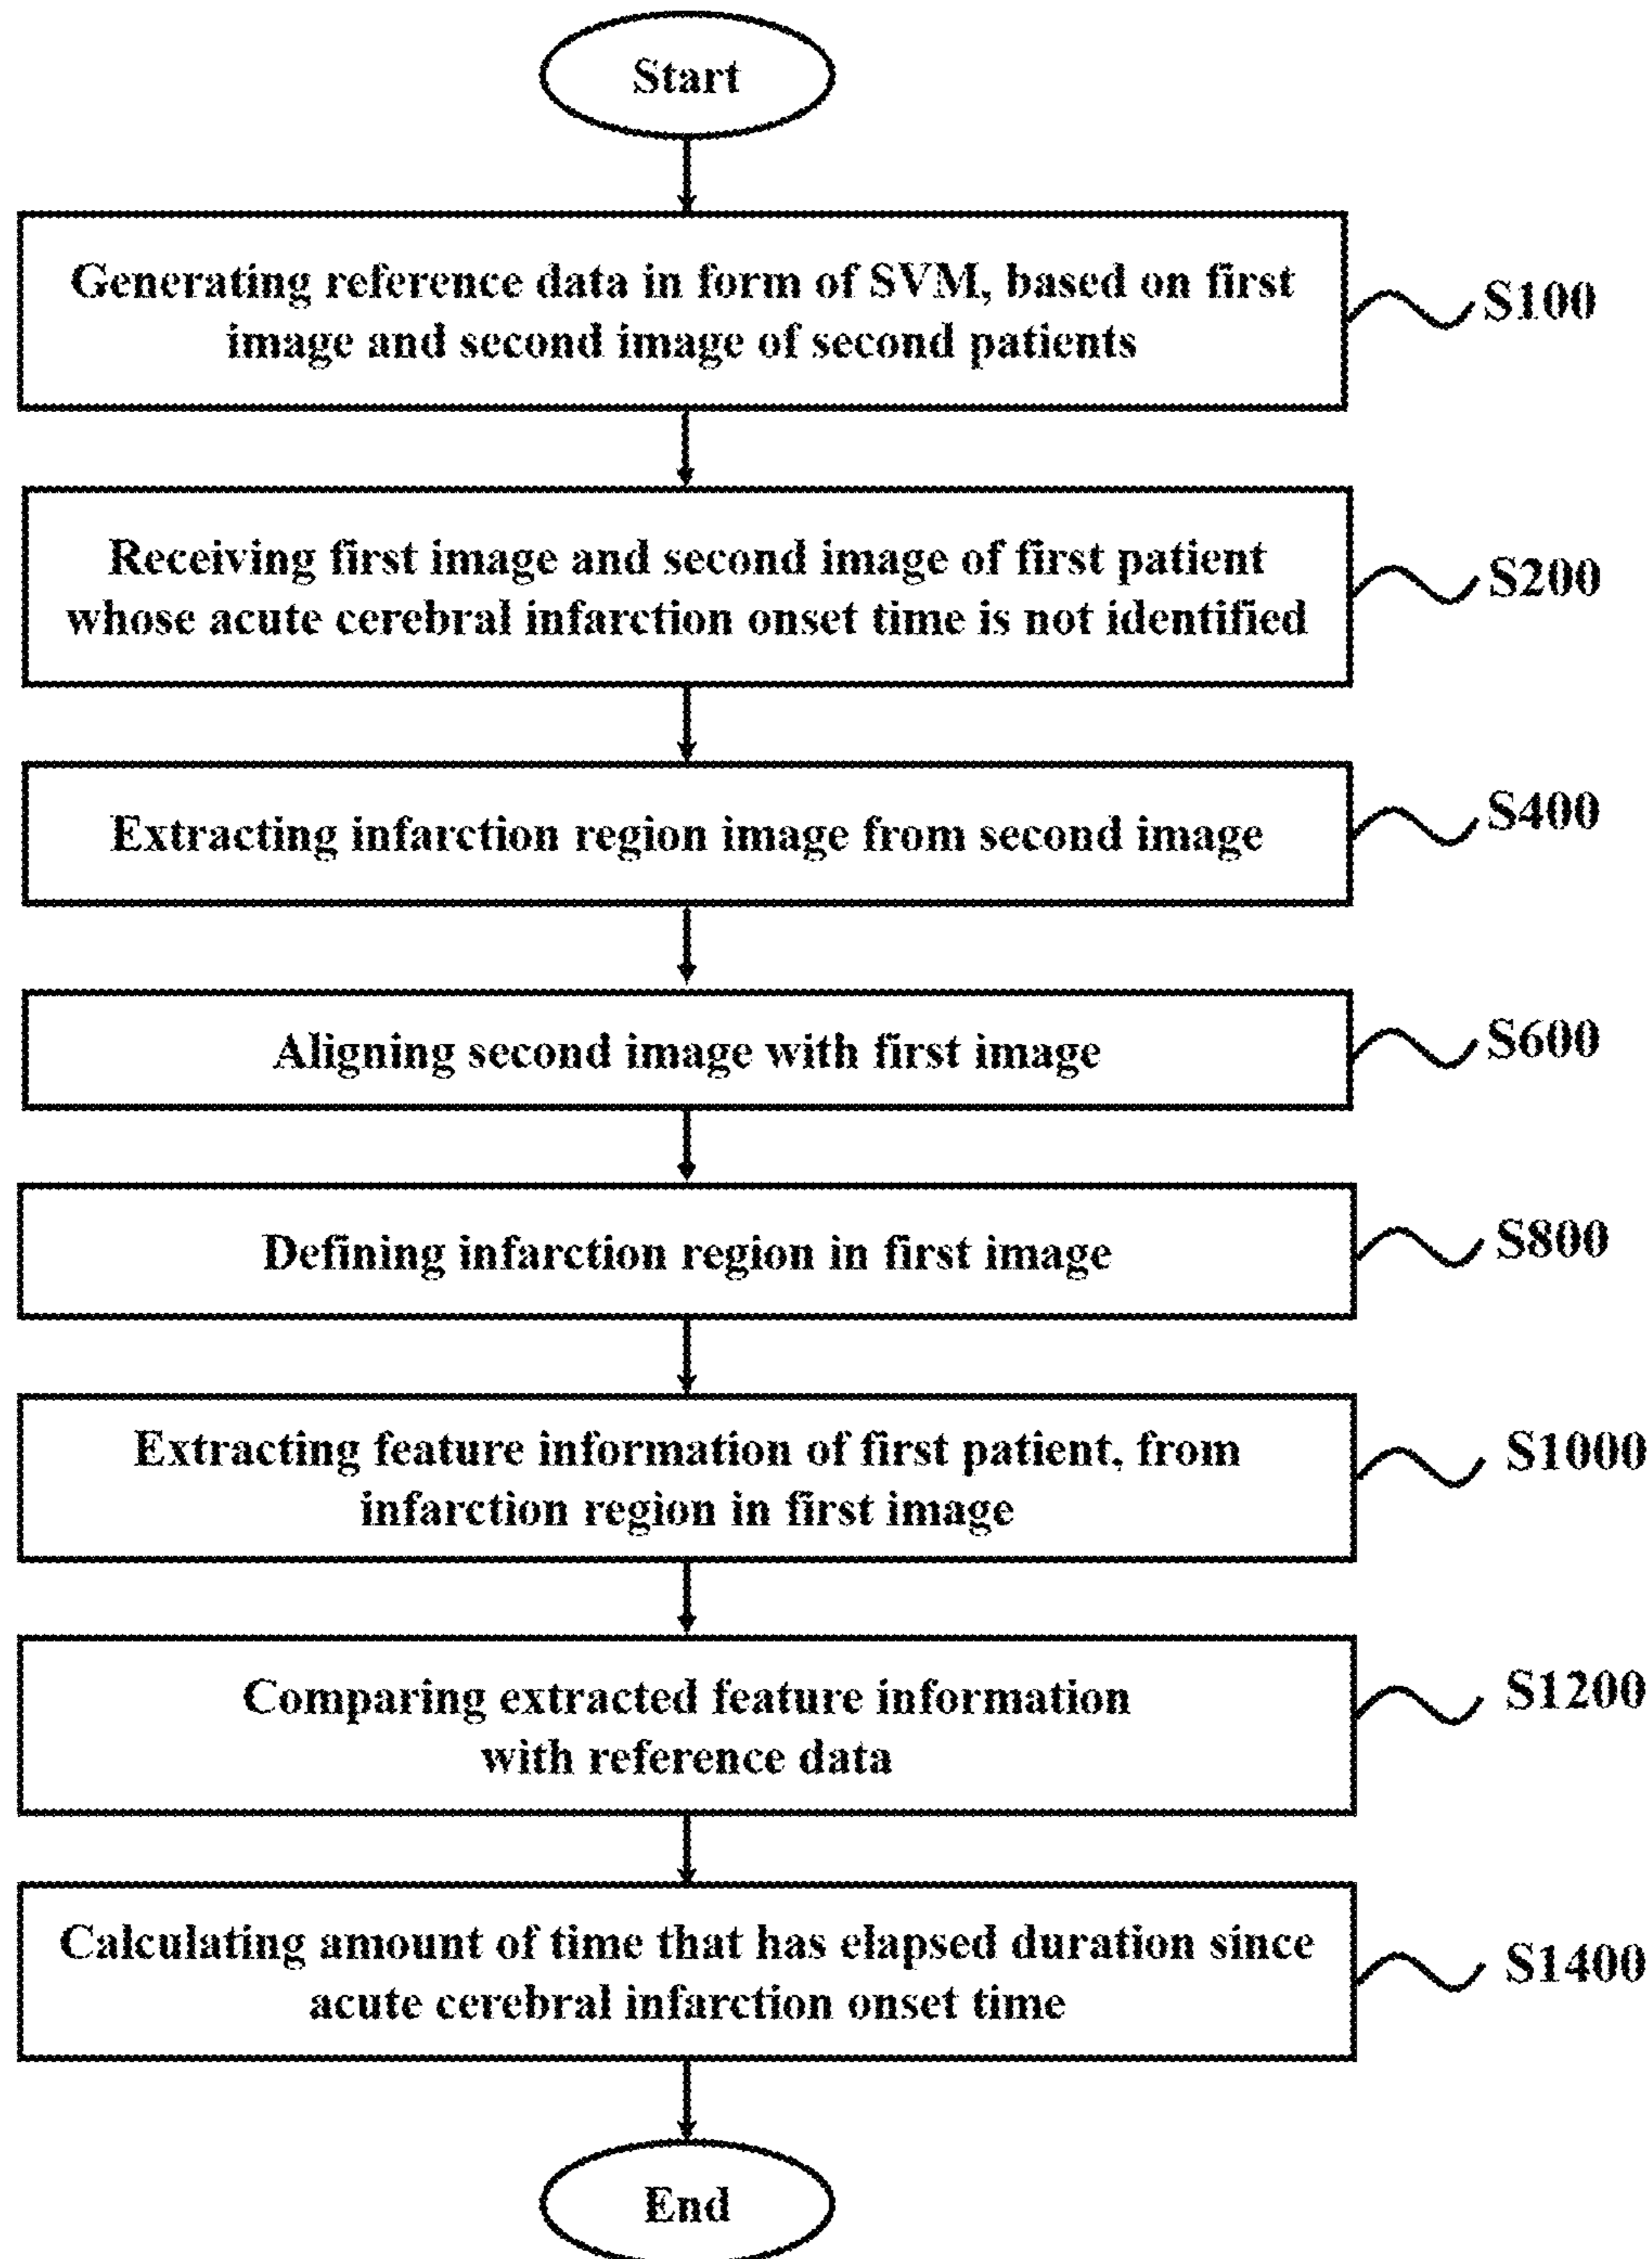 Start
Generating reference data in form of SVM, based on first
image and second image of second patients
S100
Receiving first image and second image of first patient
whose acute cerebral infarction onset time is not identified
S200
Extracting infarction region image from second image
S400
Aligning second image with first image
S600
Defining infarction region in first image
S800
Extracting feature information of first patient, from
infarction region in first image
S1000
Comparing extracted feature information
with reference data
S1200
Calculating amount of time that has elapsed duration since
acute cerebral infarction onset time
S1400
End